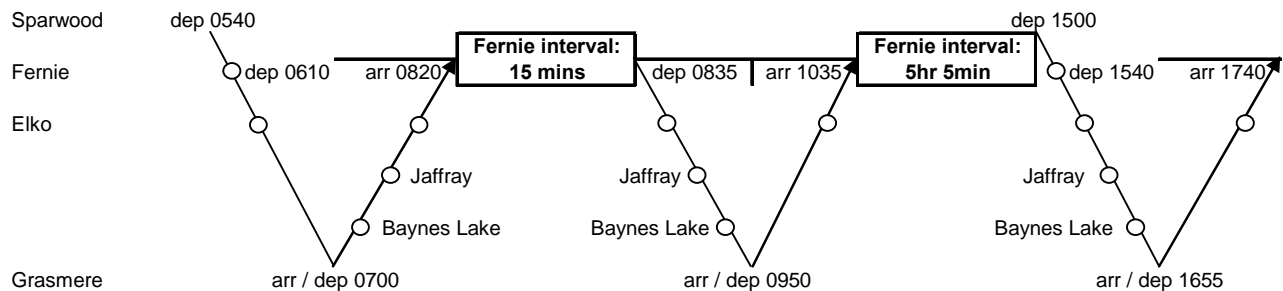 Sparwood dep 0540 dep 1500
Fernie interval: Fernie interval:
Fernie dep 0610 arr 0820 15 mins dep 0835 arr 1035 5hr 5min dep 1540 arr 1740
Elko
Jaffray Jaffray Jaffray
Baynes Lake Baynes Lake Baynes Lake
Grasmere arr / dep 0700 arr / dep 0950 arr / dep 1655